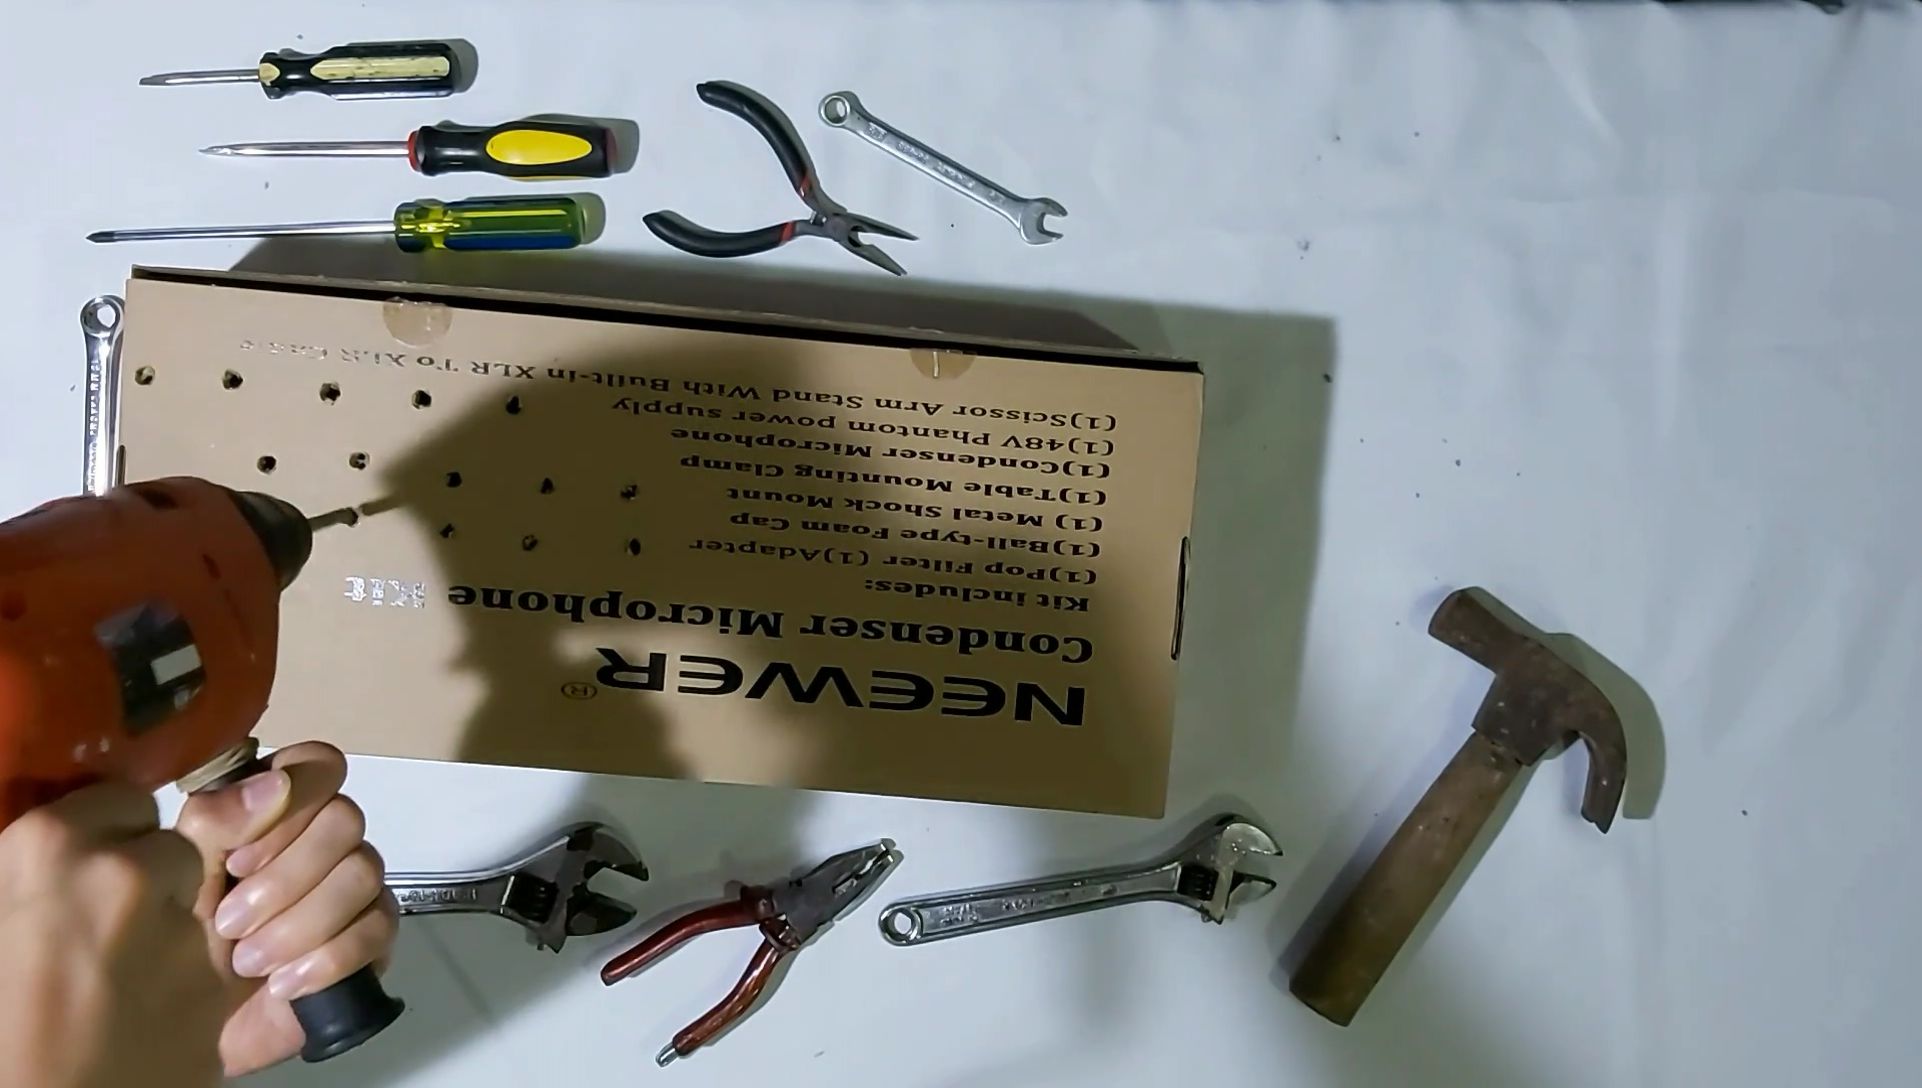 NEEWER®
Condenser Microphone
Kit includes:
(1)Pop Filter (1)Adapter
(1)Ball-type Foam Cap
(1) Metal Shock Mount
(1)Table Mounting Clamp
(1)Condenser Microphone
(1)48V Phantom power supply
(1)Scissor Arm Stand With Built-in XLR To XLR Cable